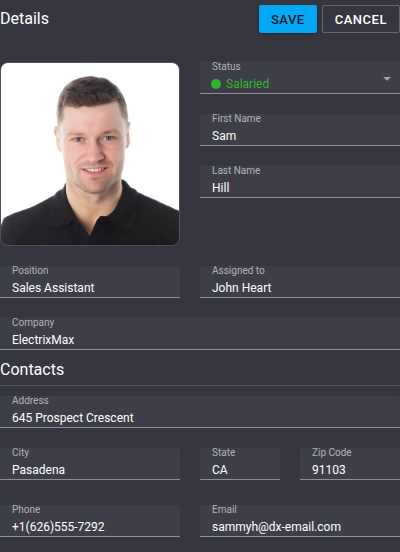 Details
SAVE
CANCEL
Status
Salaried
First Name
Sam
Last Name
Hill
Position
Sales Assistant
Assigned to
John Heart
Company
ElectrixMax
Contacts
Address
645 Prospect Crescent
City
Pasadena
State
CA
Zip Code
91103
Phone
+1(626)555-7292
Email
sammyh@dx-email.com